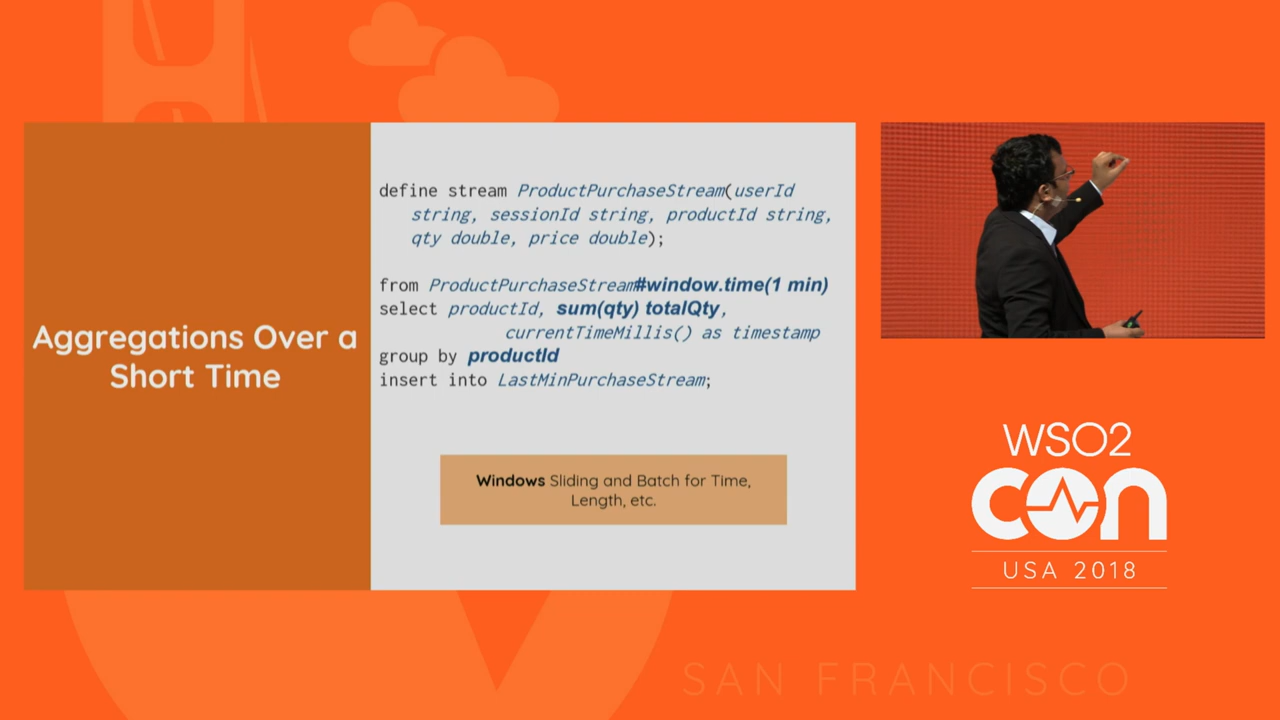 Aggregations Over a
Short Time
define stream ProductPurchaseStream(userId
string, sessionId string, productId string,
qty double, price double);
from ProductPurchaseStream#window.time(1 min)
select productId, sum(qty) totalQty,
currentTimeMillis() as timestamp
group by productId
insert into LastMinPurchaseStream;
Windows Sliding and Batch for Time,
Length, etc.
WSO2
CON
USA 2018
SAN FRANCISCO